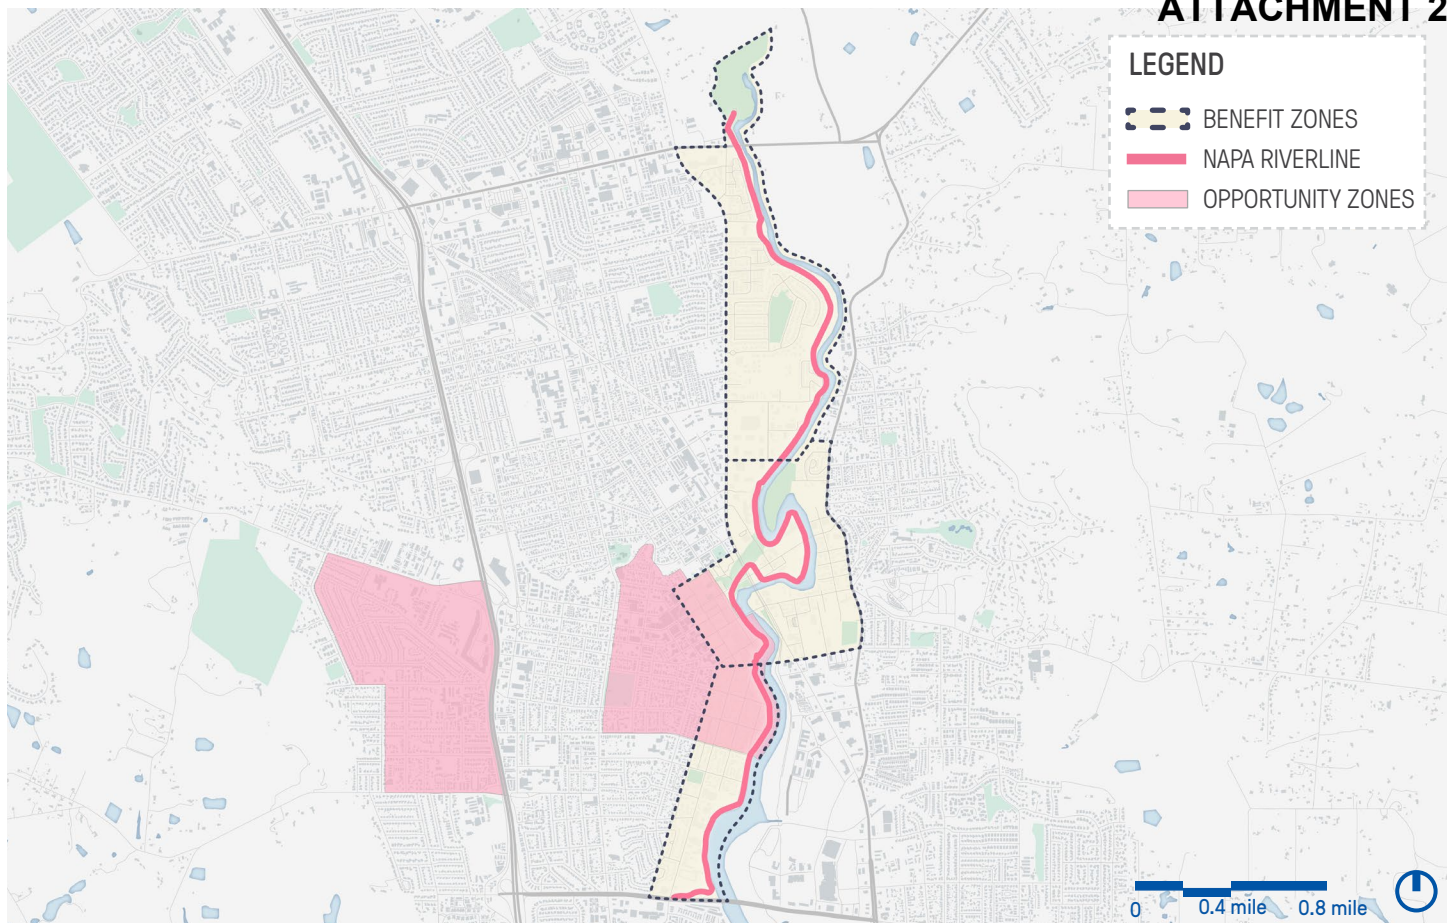 ATTACHMENT 2
LEGEND
BENEFIT ZONES
NAPA RIVERLINE
OPPORTUNITY ZONES
0 0.4 mile 0.8 mile